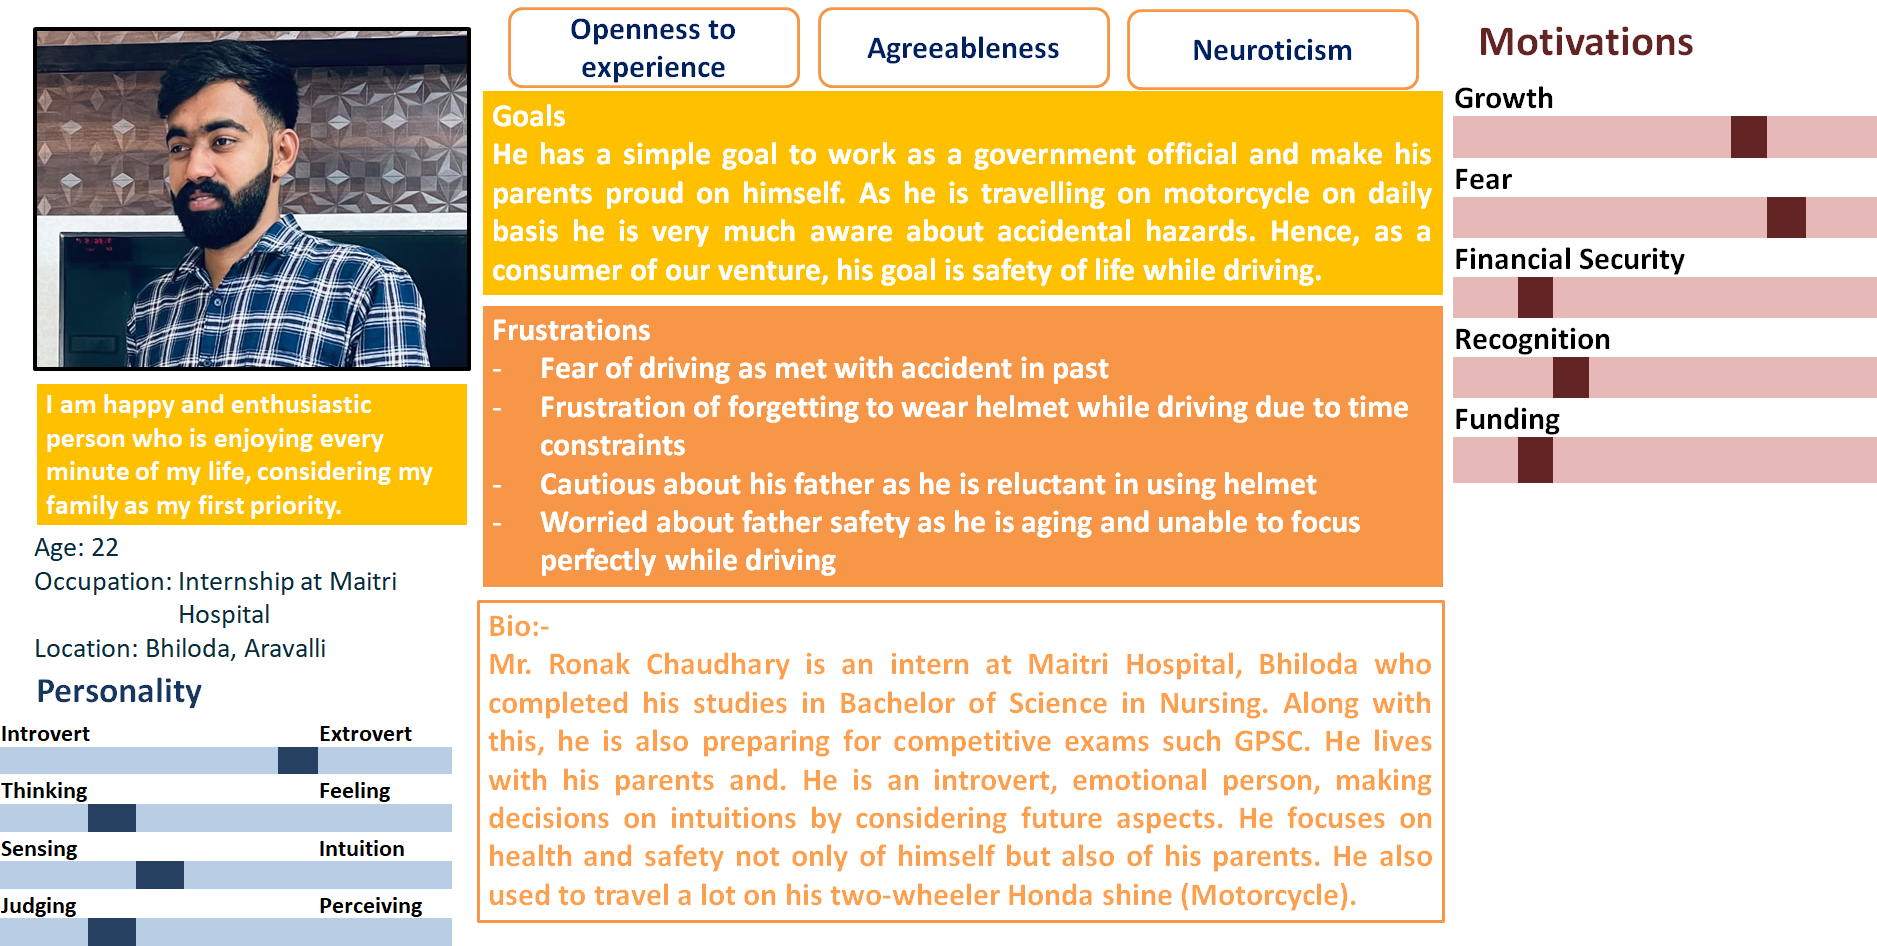 Openness to
experience
Agreeableness
Neuroticism
Motivations
Growth
Fear
Financial Security
Recognition
Funding
Goals
He has a simple goal to work as a government official and make his
parents proud on himself. As he is travelling on motorcycle on daily
basis he is very much aware about accidental hazards. Hence, as a
consumer of our venture, his goal is safety of life while driving.
Frustrations
- Fear of driving as met with accident in past
- Frustration of forgetting to wear helmet while driving due to time
constraints
- Cautious about his father as he is reluctant in using helmet
- Worried about father safety as he is aging and unable to focus
perfectly while driving
I am happy and enthusiastic
person who is enjoying every
minute of my life, considering my
family as my first priority.
Age: 22
Occupation: Internship at Maitri
Hospital
Location: Bhiloda, Aravalli
Personality
Introvert Extrovert
Thinking Feeling
Sensing Intuition
Judging Perceiving
Bio:-
Mr. Ronak Chaudhary is an intern at Maitri Hospital, Bhiloda who
completed his studies in Bachelor of Science in Nursing. Along with
this, he is also preparing for competitive exams such GPSC. He lives
with his parents and. He is an introvert, emotional person, making
decisions on intuitions by considering future aspects. He focuses on
health and safety not only of himself but also of his parents. He also
used to travel a lot on his two-wheeler Honda shine (Motorcycle).